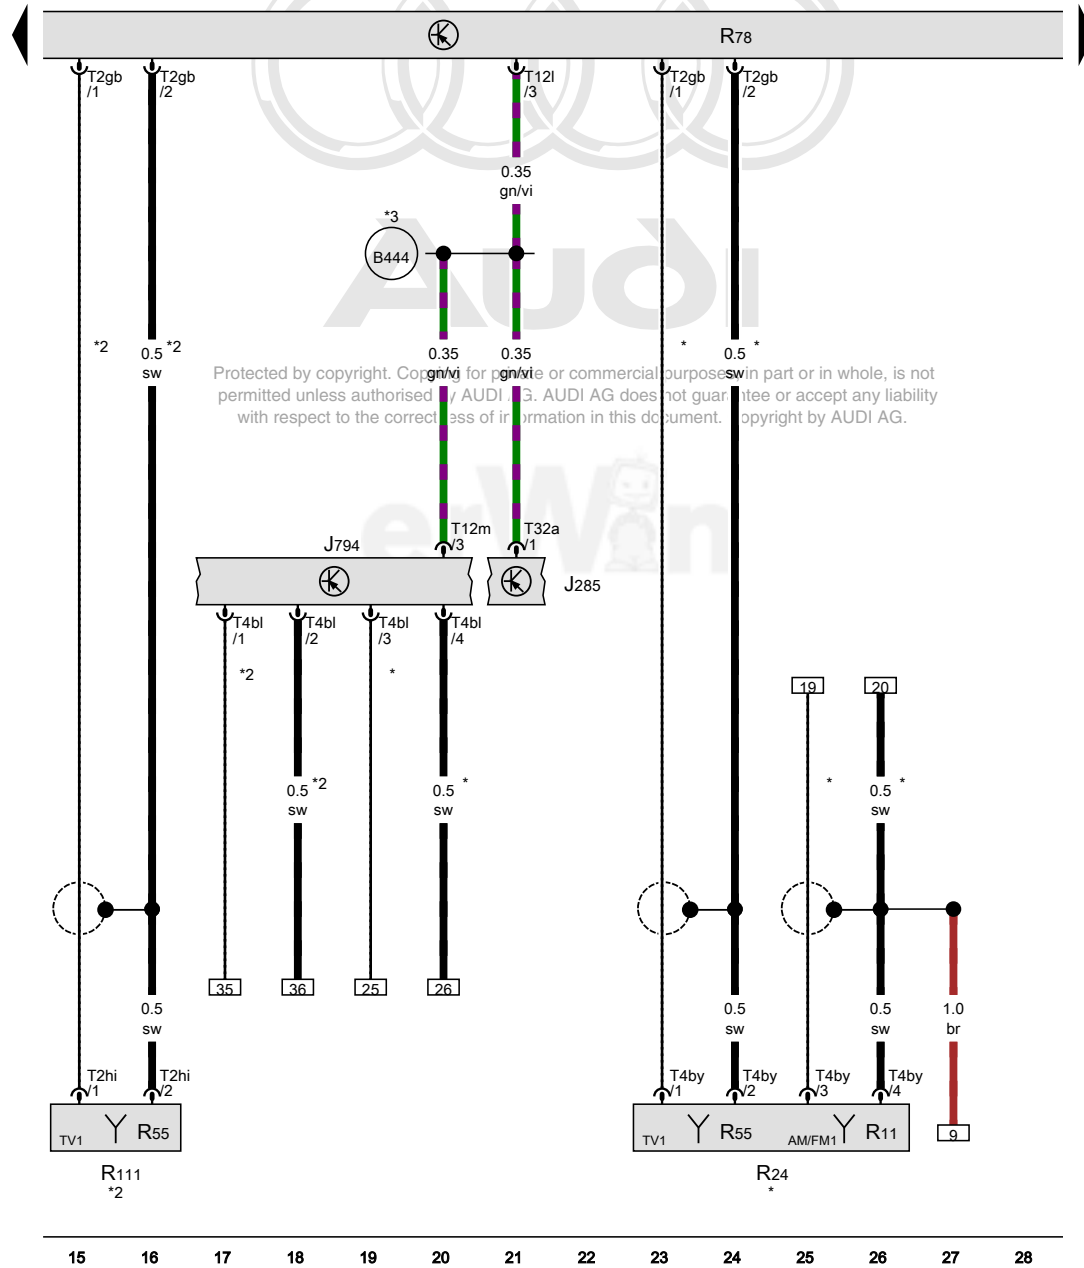 R78
T2gb
/1
T2gb
/2
T12l
/3
T2gb
/1
T2gb
/2
0.35
gn/vi
*3
B444
Audi
*2
0.5 *2
sw
0.35
gn/vi
0.35
gn/vi
*
0.5 *
sw
Protected by copyright. Copying for private or commercial purposes, in part or in whole, is not
permitted unless authorised by AUDI AG. AUDI AG does not guarantee or accept any liability
with respect to the correctness of information in this document. Copyright by AUDI AG.
erWin
J794
T12m
/3
T32a
/1
J285
T4bl
/1
T4bl
/2
T4bl
/3
T4bl
/4
*2
*
19
20
0.5 *2
sw
0.5 *
sw
*
0.5 *
sw
35
36
25
26
0.5
sw
0.5
sw
0.5
sw
1.0
br
T2hi
/1
T2hi
/2
T4by
/1
T4by
/2
T4by
/3
T4by
/4
TV1 R55
TV1 R55
AM/FM1 R11
9
R111
*2
R24
*
15 16 17 18 19 20 21 22 23 24 25 26 27 28